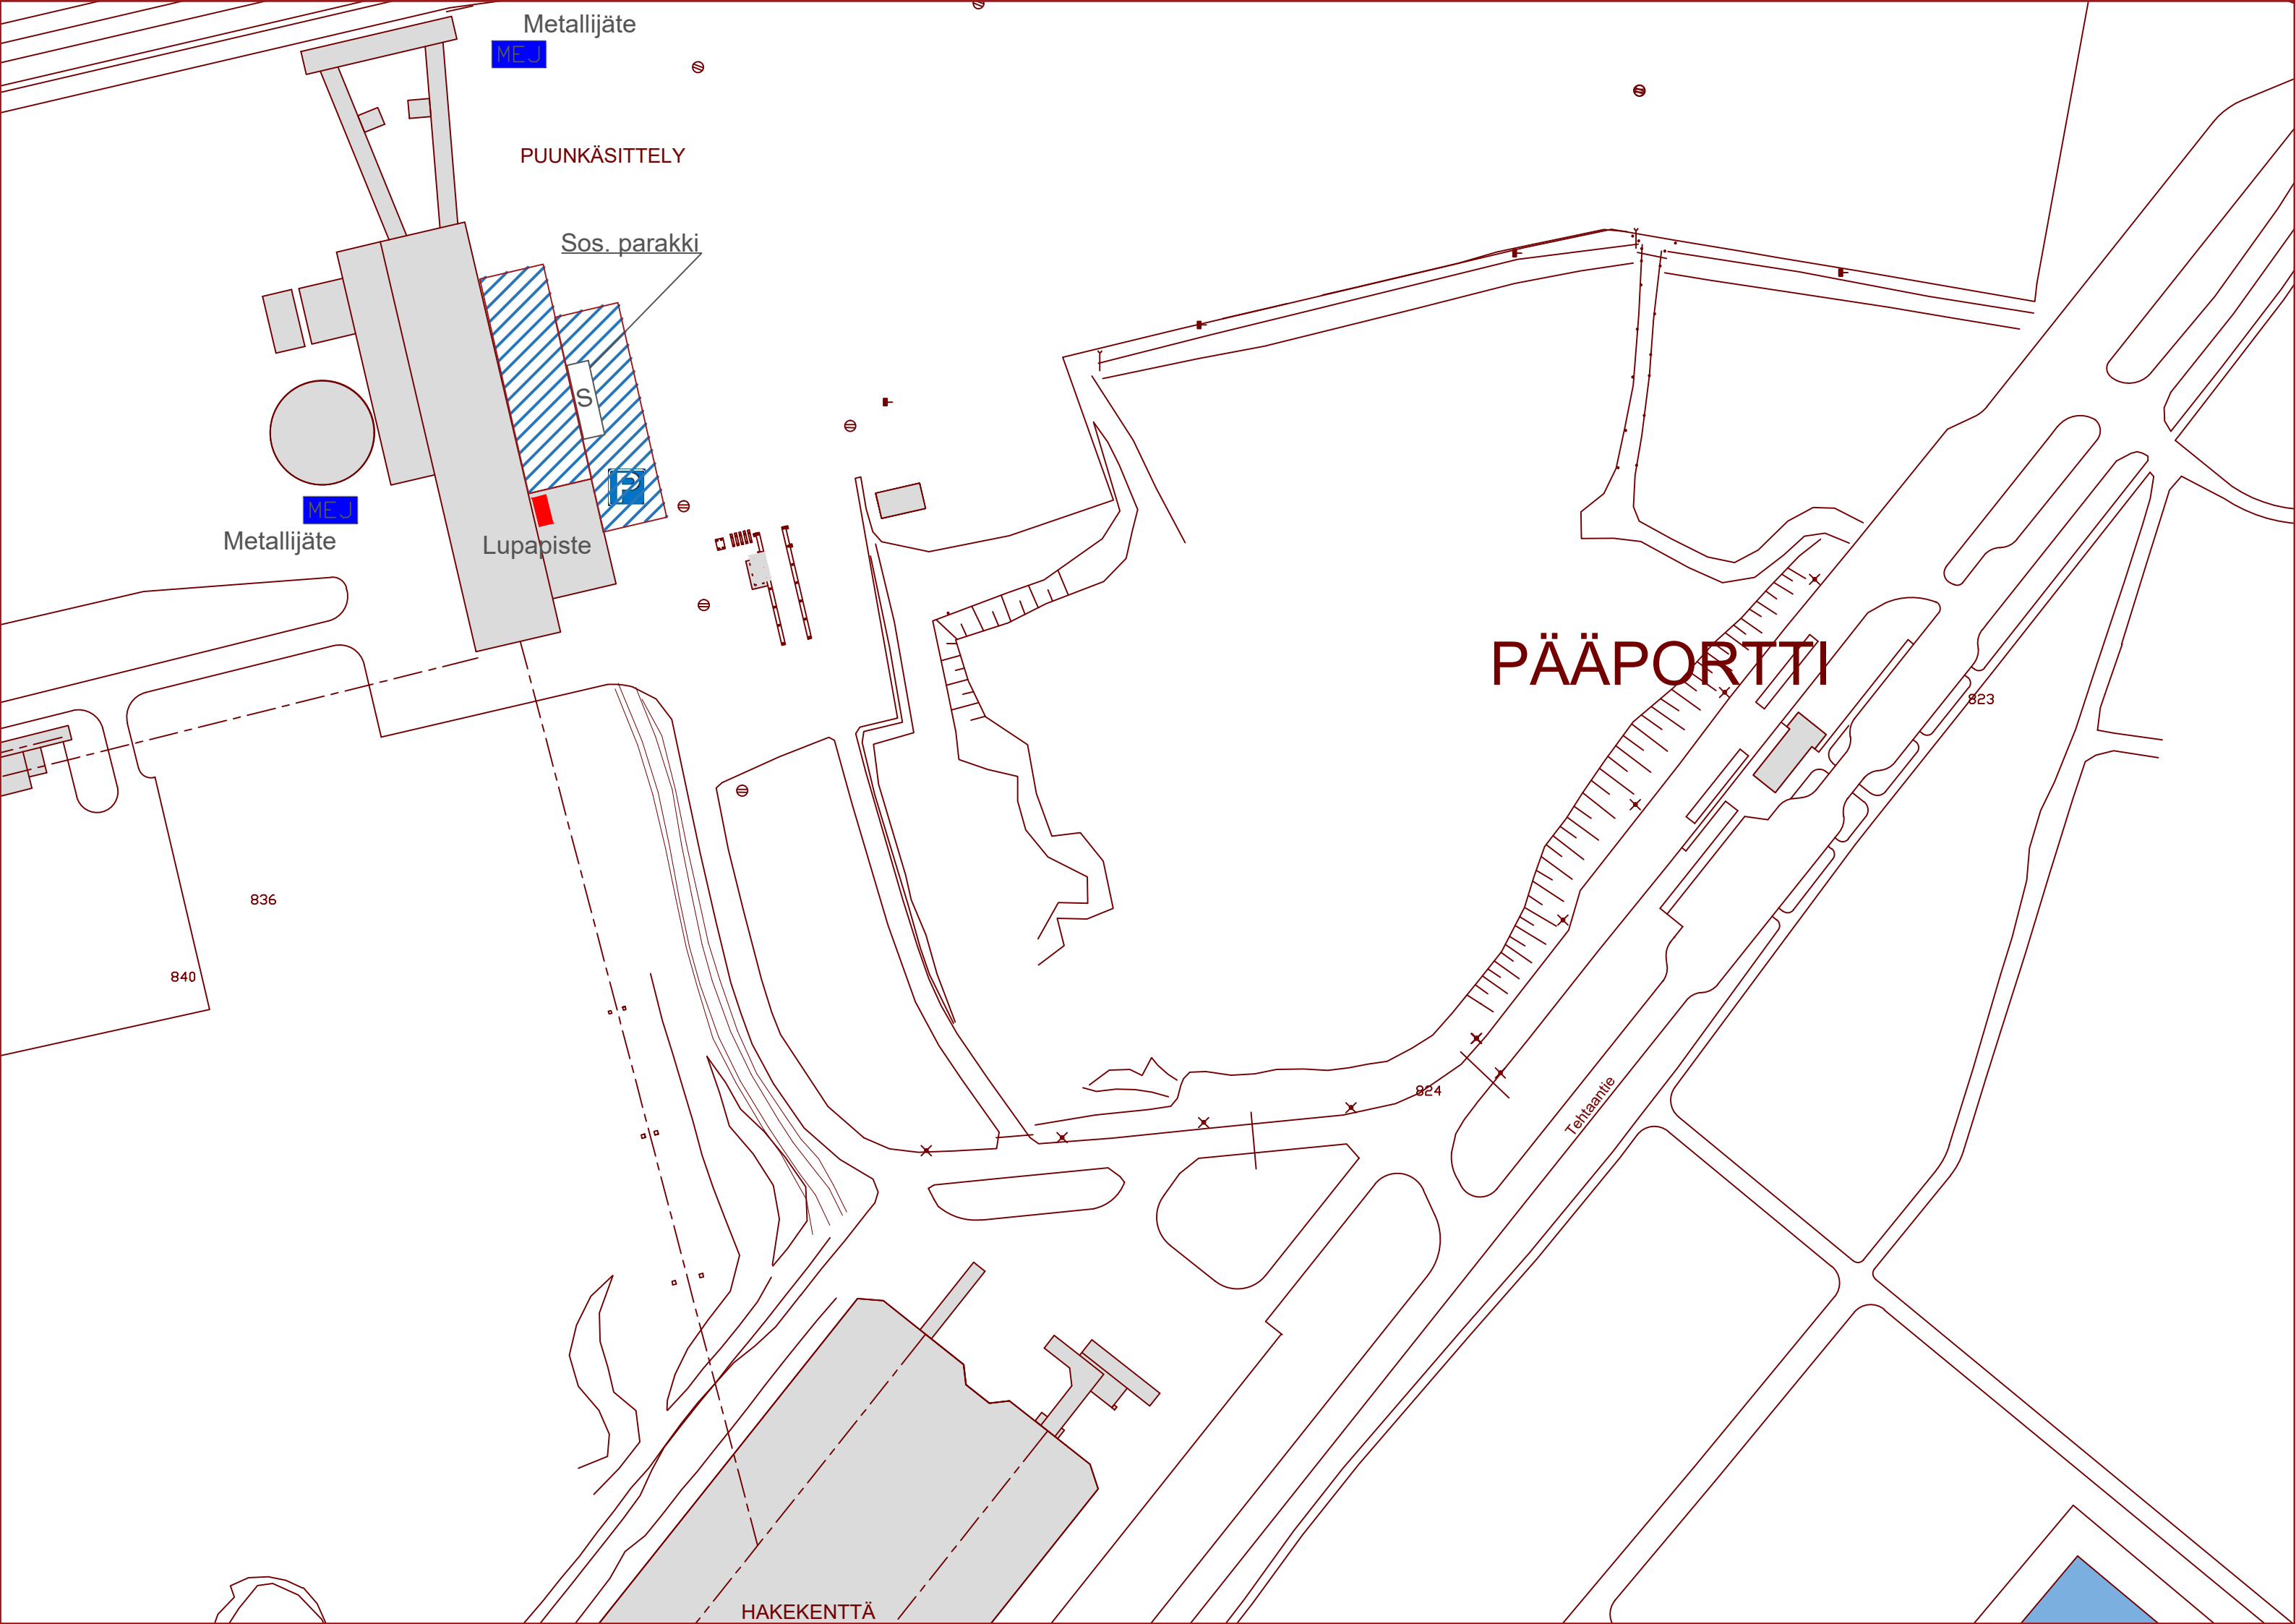 Metallijäte
MEJ
PUUNKÄSITTELY
Sos. parakki
S
P
MEJ
Metallijäte
Lupapiste
PÄÄPORTTI
823
836
840
824
Tehtaantie
HAKEKENTTÄ